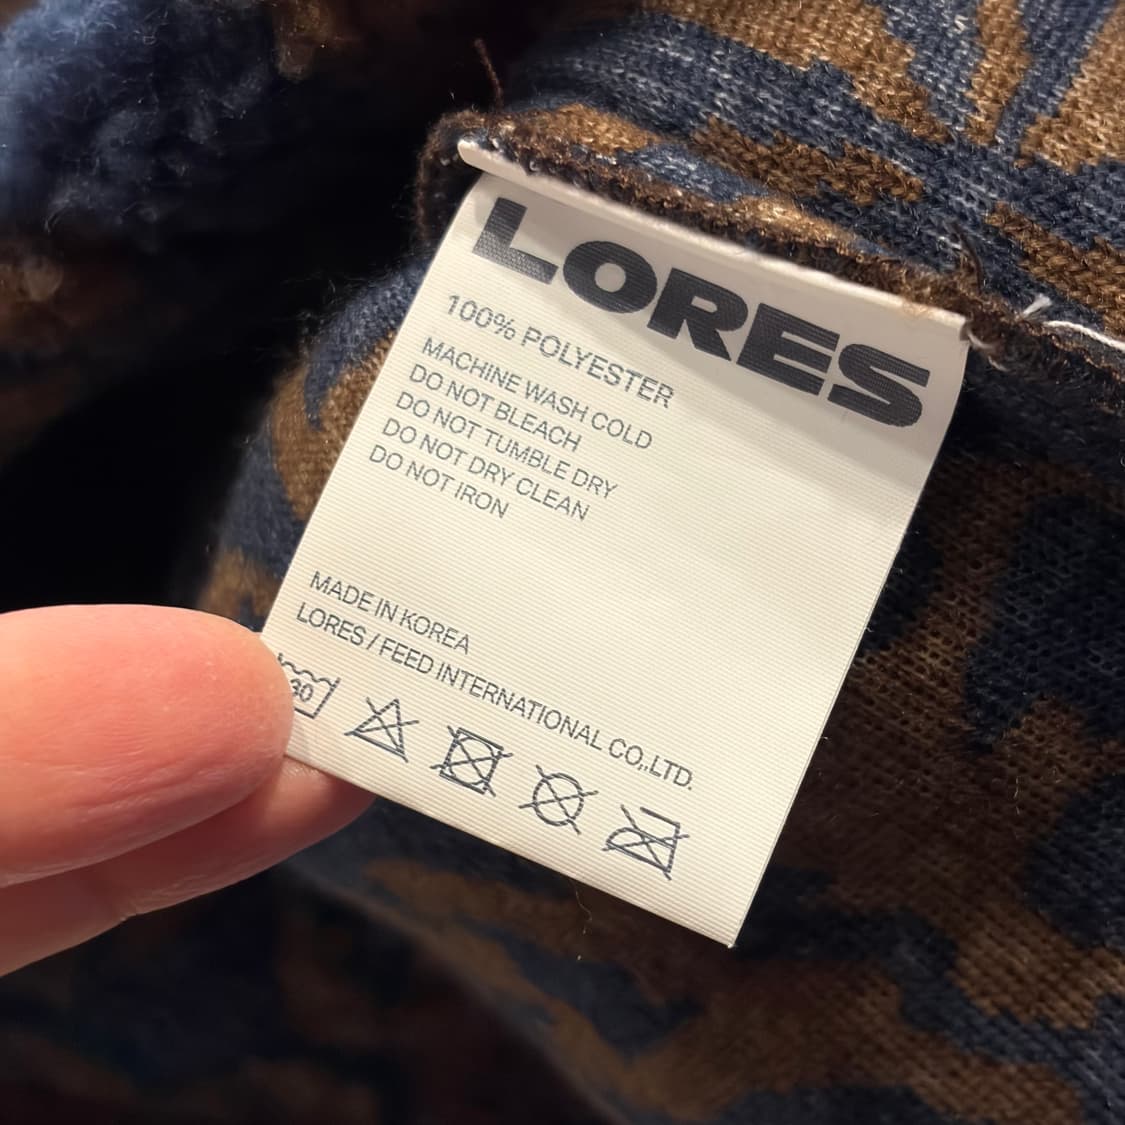 LORES
100% POLYESTER
MACHINE WASH COLD
DO NOT BLEACH
DO NOT TUMBLE DRY
DO NOT DRY CLEAN
DO NOT IRON
MADE IN KOREA
LORES / FEED INTERNATIONAL CO,.LTD.
30